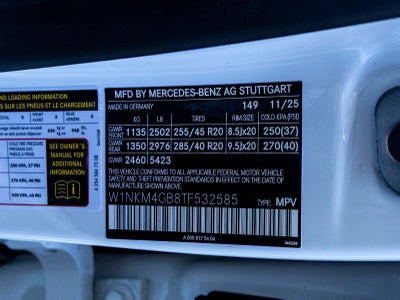 AND LOADING INFORMATION
SUR LES PNEUS ET LE CHARGEMENT
SEE OWNER'S
MANUAL FOR
ADDITIONAL
INFORMATION
MFD BY MERCEDES-BENZ AG STUTTGART
MADE IN GERMANY 149 11/25
KG LB TIRES RIMS COLD KPA (PSI)
GAWR FRONT 1135 2502 255/45 R20 8.5Jx20 250(37)
GAWR REAR 1350 2976 285/40 R20 9.5Jx20 270(40)
GVWR 2460 5423
THIS VEHICLE CONFORMS TO ALL APPLICABLE FEDERAL MOTOR VEHICLE
SAFETY AND THEFT PREVENTION STANDARDS IN EFFECT
ON THE DATE OF MANUFACTURE SHOWN ABOVE
W1NKM4GB8TF532585
TYPE: MPV